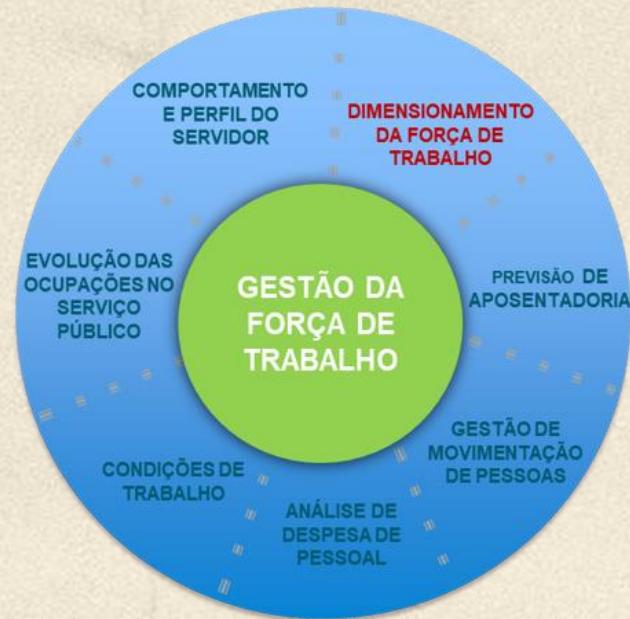 COMPORTAMENTO
E PERFIL DO
SERVIDOR
DIMENSIONAMENTO
DA FORÇA DE
TRABALHO
EVOLUÇÃO DAS
OCUPAÇÕES NO
SERVIÇO
PÚBLICO
GESTÃO DA
FORÇA DE
TRABALHO
PREVISÃO DE
APOSENTADORIA
CONDIÇÕES DE
TRABALHO
GESTÃO DE
MOVIMENTAÇÃO
DE PESSOAS
ANÁLISE DE
DESPESA DE
PESSOAL